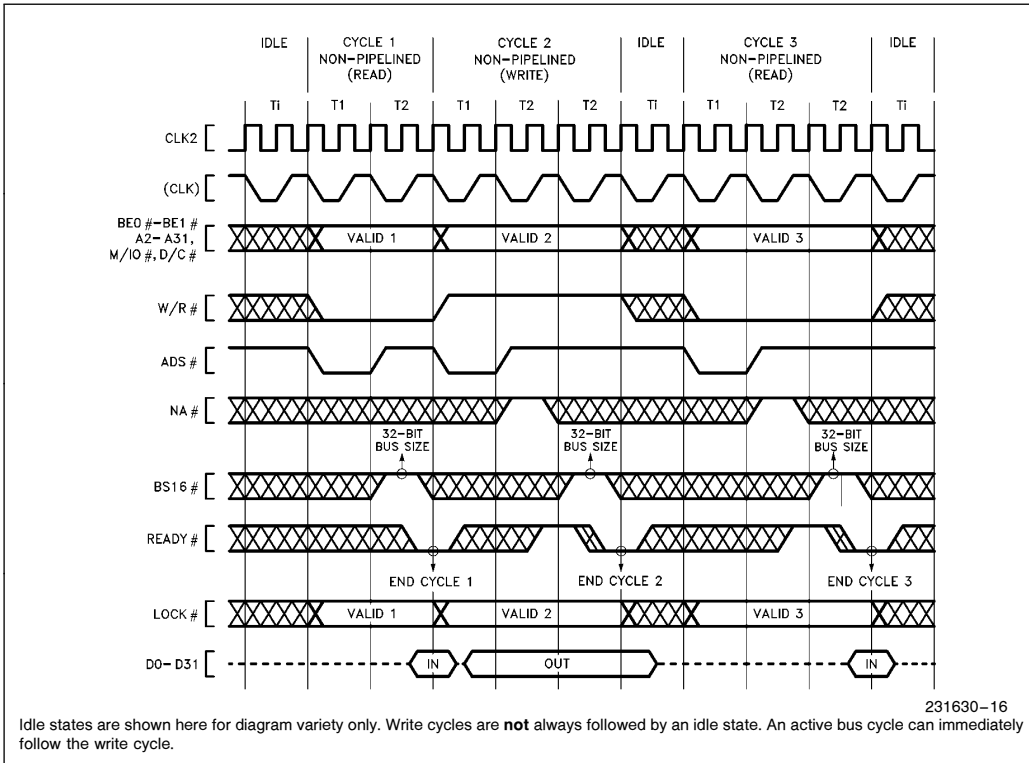 IDLE CYCLE 1 CYCLE 2 IDLE CYCLE 3 IDLE
NON-PIPELINED NON-PIPELINED NON-PIPELINED
(READ) (WRITE) (READ)
Ti T1 T2 T1 T2 T2 Ti T1 T2 T2 Ti
CLK2
(CLK)
BE0 #-BE1 #
A2-A31,
M/IO #, D/C #
VALID 1 VALID 2 VALID 3
W/R #
ADS #
NA #
32-BIT 32-BIT 32-BIT
BUS SIZE BUS SIZE BUS SIZE
BS16 #
READY #
END CYCLE 1 END CYCLE 2 END CYCLE 3
LOCK # VALID 1 VALID 2 VALID 3
D0-D31 IN OUT IN
231630-16
Idle states are shown here for diagram variety only. Write cycles are not always followed by an idle state. An active bus cycle can immediately
follow the write cycle.